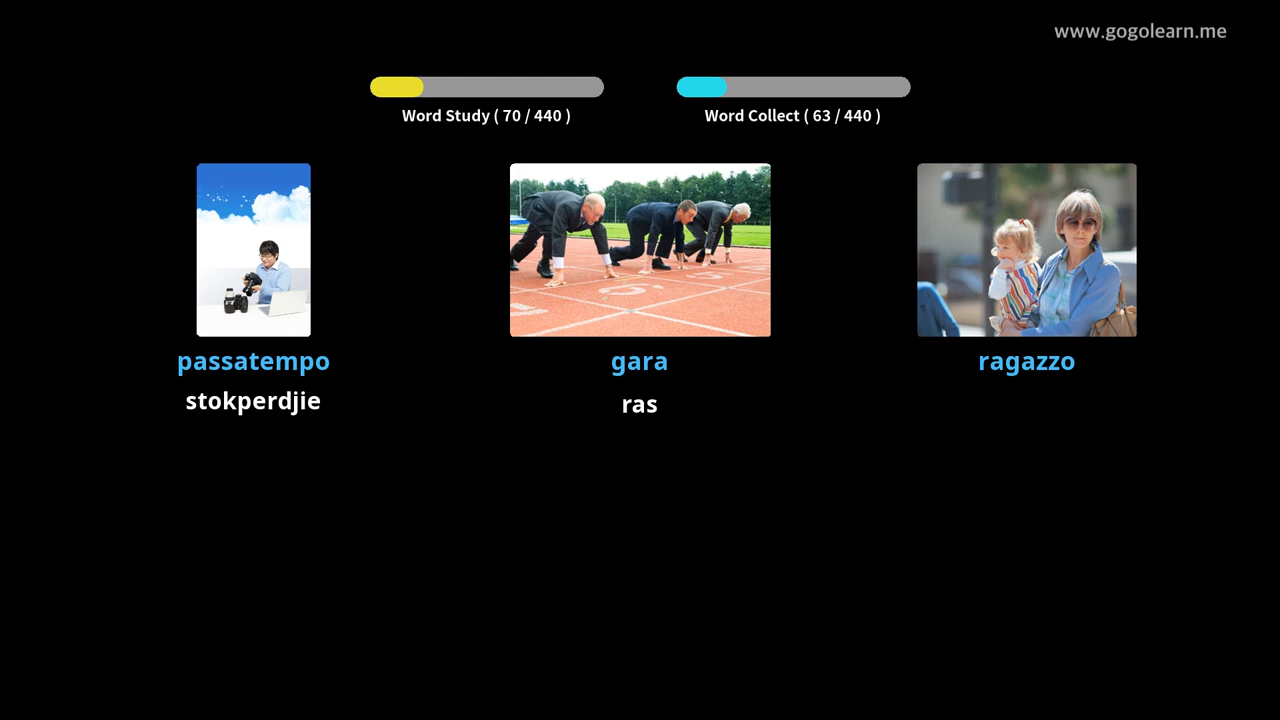 www.gogolearn.me
Word Study ( 70 / 440 )
Word Collect ( 63 / 440 )
passatempo
gara
ragazzo
stokperdjie
ras